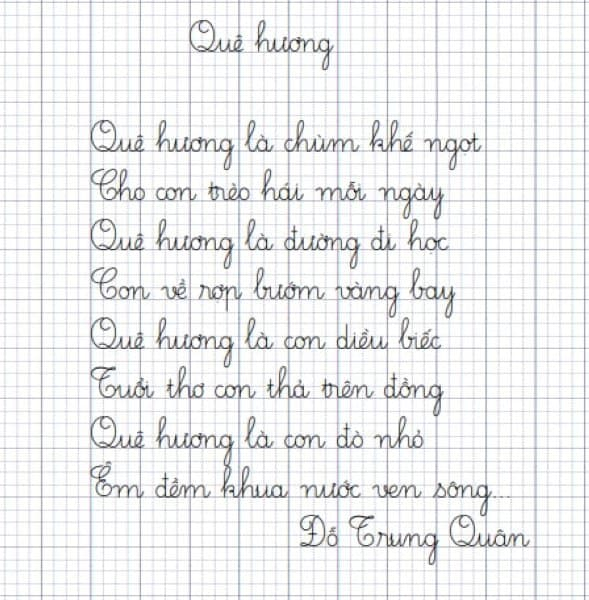 Quê hương
Quê hương là chùm khế ngọt
Cho con trèo hái mỗi ngày
Quê hương là đường đi học
Con về rợp bướm vàng bay
Quê hương là con diều biếc
Tuổi thơ con thả trên đồng
Quê hương là con đò nhỏ
Êm đềm khua nước ven sông...
Đỗ Trung Quân